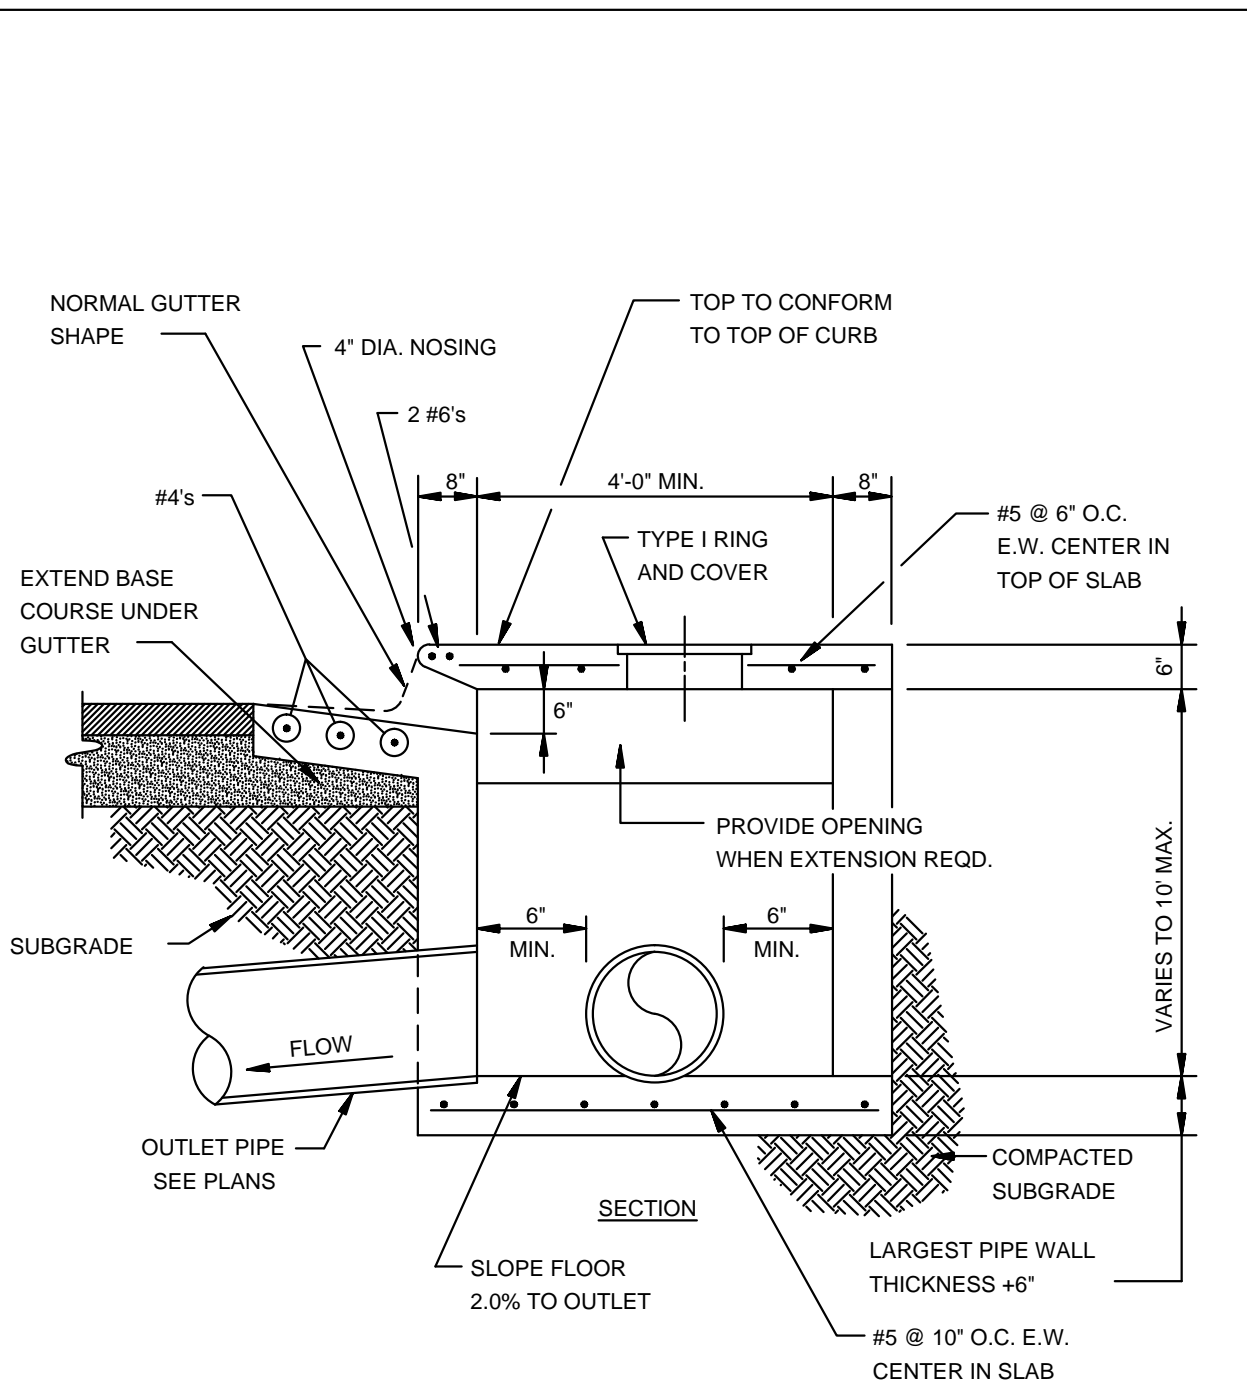 NORMAL GUTTER
SHAPE
TOP TO CONFORM
TO TOP OF CURB
4" DIA. NOSING
2 #6's
#4's
8"
4'-0" MIN.
8"
#5 @ 6" O.C.
E.W. CENTER IN
TOP OF SLAB
TYPE I RING
AND COVER
EXTEND BASE
COURSE UNDER
GUTTER
6"
6"
PROVIDE OPENING
WHEN EXTENSION REQD.
VARIES TO 10' MAX.
6"
MIN.
6"
MIN.
SUBGRADE
FLOW
OUTLET PIPE
SEE PLANS
COMPACTED
SUBGRADE
SECTION
LARGEST PIPE WALL
THICKNESS +6"
SLOPE FLOOR
2.0% TO OUTLET
#5 @ 10" O.C. E.W.
CENTER IN SLAB